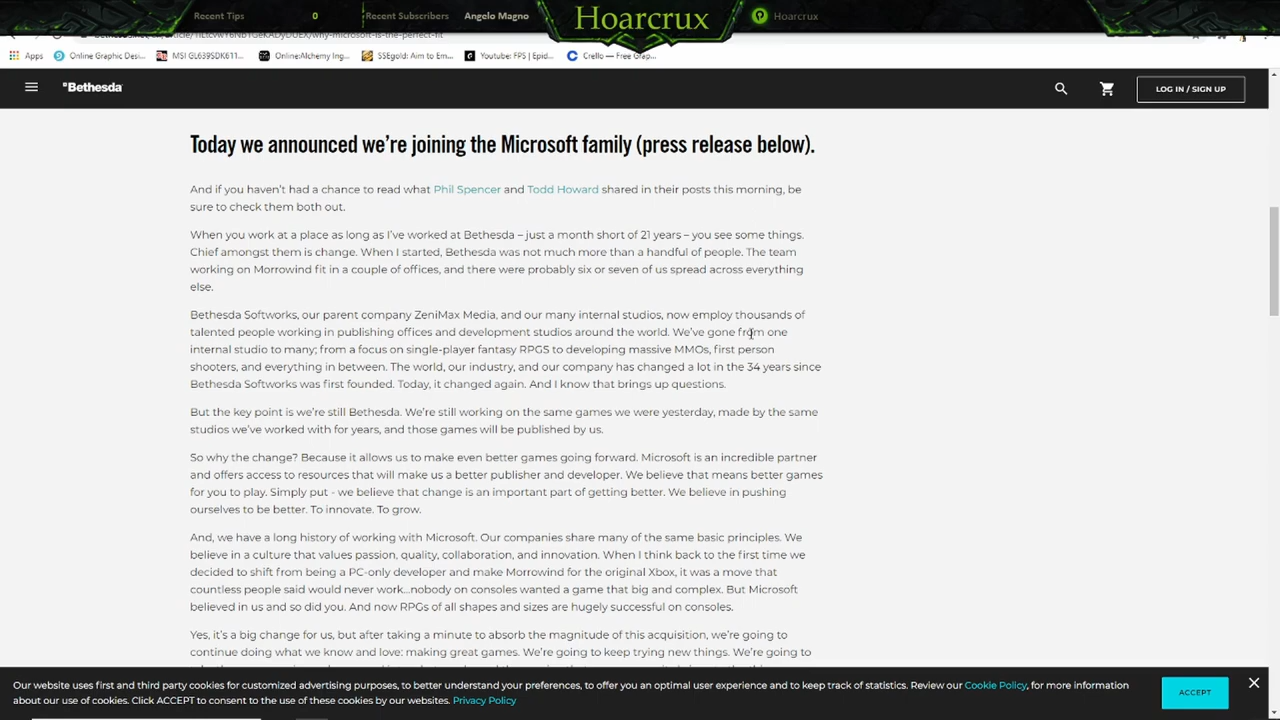 Recent Tips 0 Recent Subscribers Angelo Magno Hoarcrux Hoarcrux
Apps Online Graphic Desi... MSI GL639SDK611... Online:Alchemy Ing... SSEgold: Aim to Em... Youtube: FPS | Epid... Crello — Free Grap...
Bethesda LOG IN / SIGN UP
Today we announced we're joining the Microsoft family (press release below).
And if you haven't had a chance to read what Phil Spencer and Todd Howard shared in their posts this morning, be
sure to check them both out.
When you work at a place as long as I've worked at Bethesda – just a month short of 21 years – you see some things.
Chief amongst them is change. When I started, Bethesda was not much more than a handful of people. The team
working on Morrowind fit in a couple of offices, and there were probably six or seven of us spread across everything
else.
Bethesda Softworks, our parent company ZeniMax Media, and our many internal studios, now employ thousands of
talented people working in publishing offices and development studios around the world. We've gone from one
internal studio to many; from a focus on single-player fantasy RPGS to developing massive MMOs, first person
shooters, and everything in between. The world, our industry, and our company has changed a lot in the 34 years since
Bethesda Softworks was first founded. Today, it changed again. And I know that brings up questions.
But the key point is we're still Bethesda. We're still working on the same games we were yesterday, made by the same
studios we've worked with for years, and those games will be published by us.
So why the change? Because it allows us to make even better games going forward. Microsoft is an incredible partner
and offers access to resources that will make us a better publisher and developer. We believe that means better games
for you to play. Simply put - we believe that change is an important part of getting better. We believe in pushing
ourselves to be better. To innovate. To grow.
And, we have a long history of working with Microsoft. Our companies share many of the same basic principles. We
believe in a culture that values passion, quality, collaboration, and innovation. When I think back to the first time we
decided to shift from being a PC-only developer and make Morrowind for the original Xbox, it was a move that
countless people said would never work...nobody on consoles wanted a game that big and complex. But Microsoft
believed in us and so did you. And now RPGs of all shapes and sizes are hugely successful on consoles.
Yes, it's a big change for us, but after taking a minute to absorb the magnitude of this acquisition, we're going to
continue doing what we know and love: making great games. We're going to keep trying new things. We're going to
Our website uses first and third party cookies for customized advertising purposes, to better understand your preferences, to offer you an optimal user experience and to keep track of statistics. Review our Cookie Policy, for more information
about our use of cookies. Click ACCEPT to consent to the use of these cookies by our websites. Privacy Policy
ACCEPT